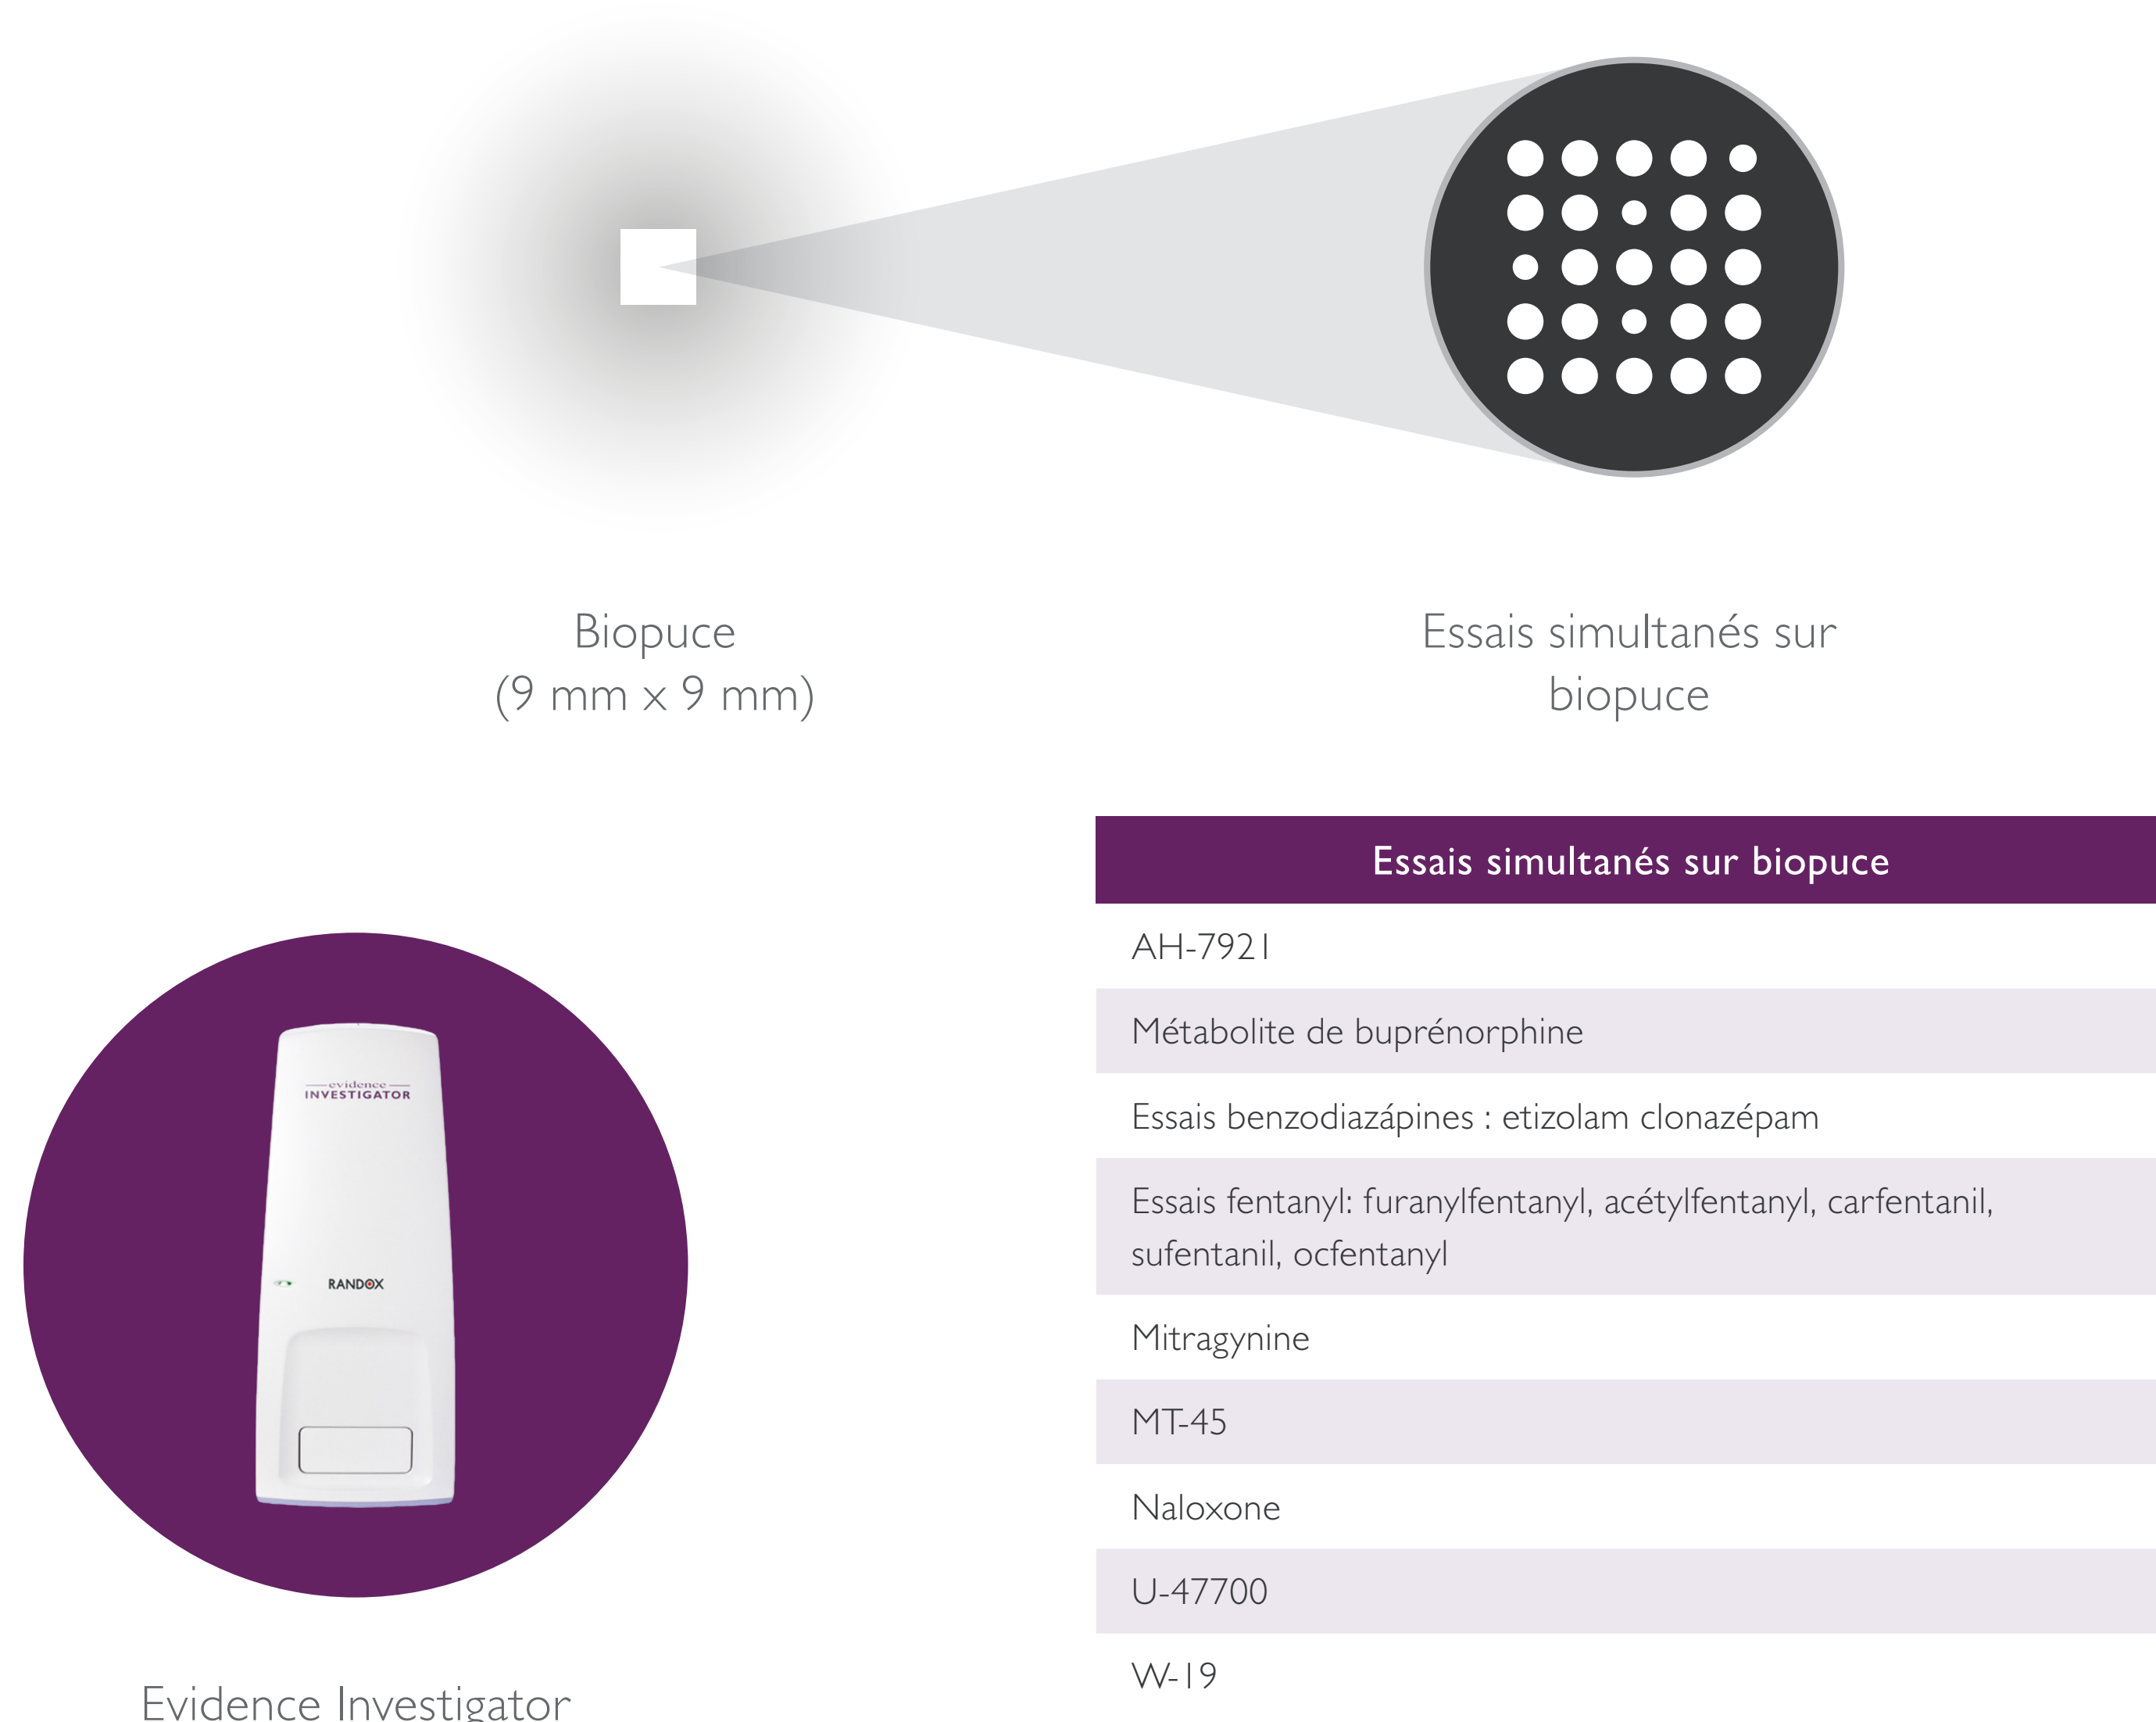 Biopuce
(9 mm x 9 mm)
Essais simultanés sur
biopuce
Essais simultanés sur biopuce
AH-7921
Métabolite de buprénorphine
Essais benzodiazápines : etizolam clonazépam
Essais fentanyl: furanylfentanyl, acétylfentanyl, carfentanil,
sufentanil, ocfentanyl
Mitragynine
MT-45
Naloxone
U-47700
W-19
evidence
INVESTIGATOR
RANDOX
Evidence Investigator